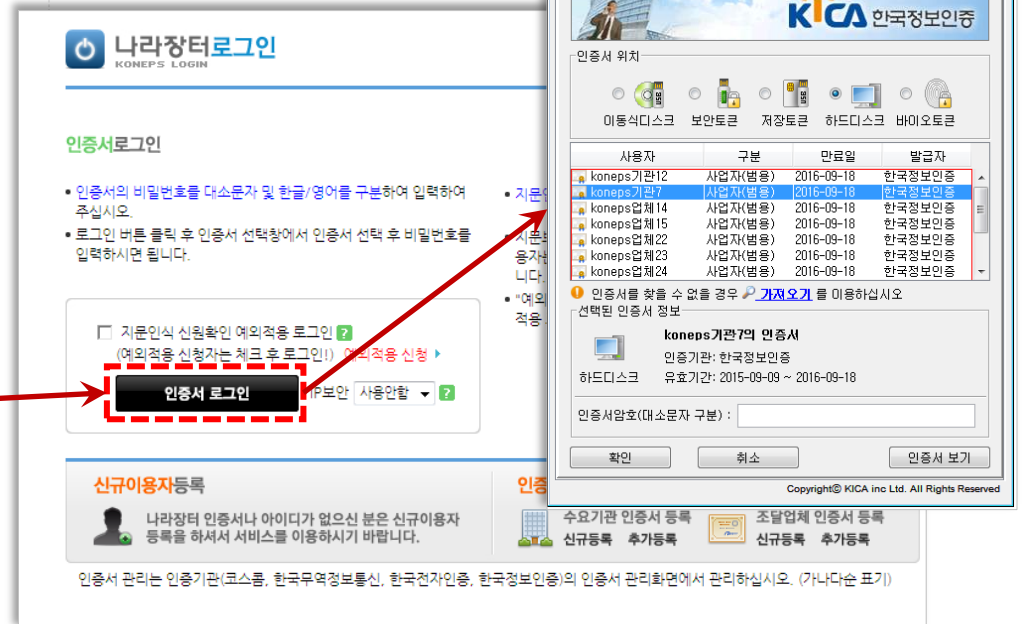 나라장터로그인
KONEPS LOGIN
인증서로그인
• 인증서의 비밀번호를 대소문자 및 한글/영어를 구분하여 입력하여
주십시오.
• 로그인 버튼 클릭 후 인증서 선택창에서 인증서 선택 후 비밀번호를
입력하시면 됩니다.
지문인식 신원확인 예외적용 로그인 ?
(예외적용 신청자는 체크 후 로그인!) 예외적용 신청
인증서 로그인
IP보안 사용안함 ?
• 지문
• 지문
용자
니다.
• "예외
적용
KICA 한국정보인증
인증서 위치
이동식디스크 보안토큰 저장토큰 하드디스크 바이오토큰
사용자 구분 만료일 발급자
koneps기관12 사업자(범용) 2016-09-18 한국정보인증
koneps기관7 사업자(범용) 2016-09-18 한국정보인증
koneps업체14 사업자(범용) 2016-09-18 한국정보인증
koneps업체15 사업자(범용) 2016-09-18 한국정보인증
koneps업체22 사업자(범용) 2016-09-18 한국정보인증
koneps업체23 사업자(범용) 2016-09-18 한국정보인증
koneps업체24 사업자(범용) 2016-09-18 한국정보인증
인증서를 찾을 수 없을 경우 가져오기 를 이용하십시오
선택된 인증서 정보
koneps기관7의 인증서
인증기관: 한국정보인증
하드디스크 유효기간: 2015-09-09 ~ 2016-09-18
인증서암호(대소문자 구분) :
확인 취소 인증서 보기
Copyright© KICA inc Ltd. All Rights Reserved
신규이용자등록
나라장터 인증서나 아이디가 없으신 분은 신규이용자
등록을 하셔서 서비스를 이용하시기 바랍니다.
인증
수요기관 인증서 등록
신규등록 추가등록
조달업체 인증서 등록
신규등록 추가등록
인증서 관리는 인증기관(코스콤, 한국무역정보통신, 한국전자인증, 한국정보인증)의 인증서 관리화면에서 관리하십시오. (가나다순 표기)